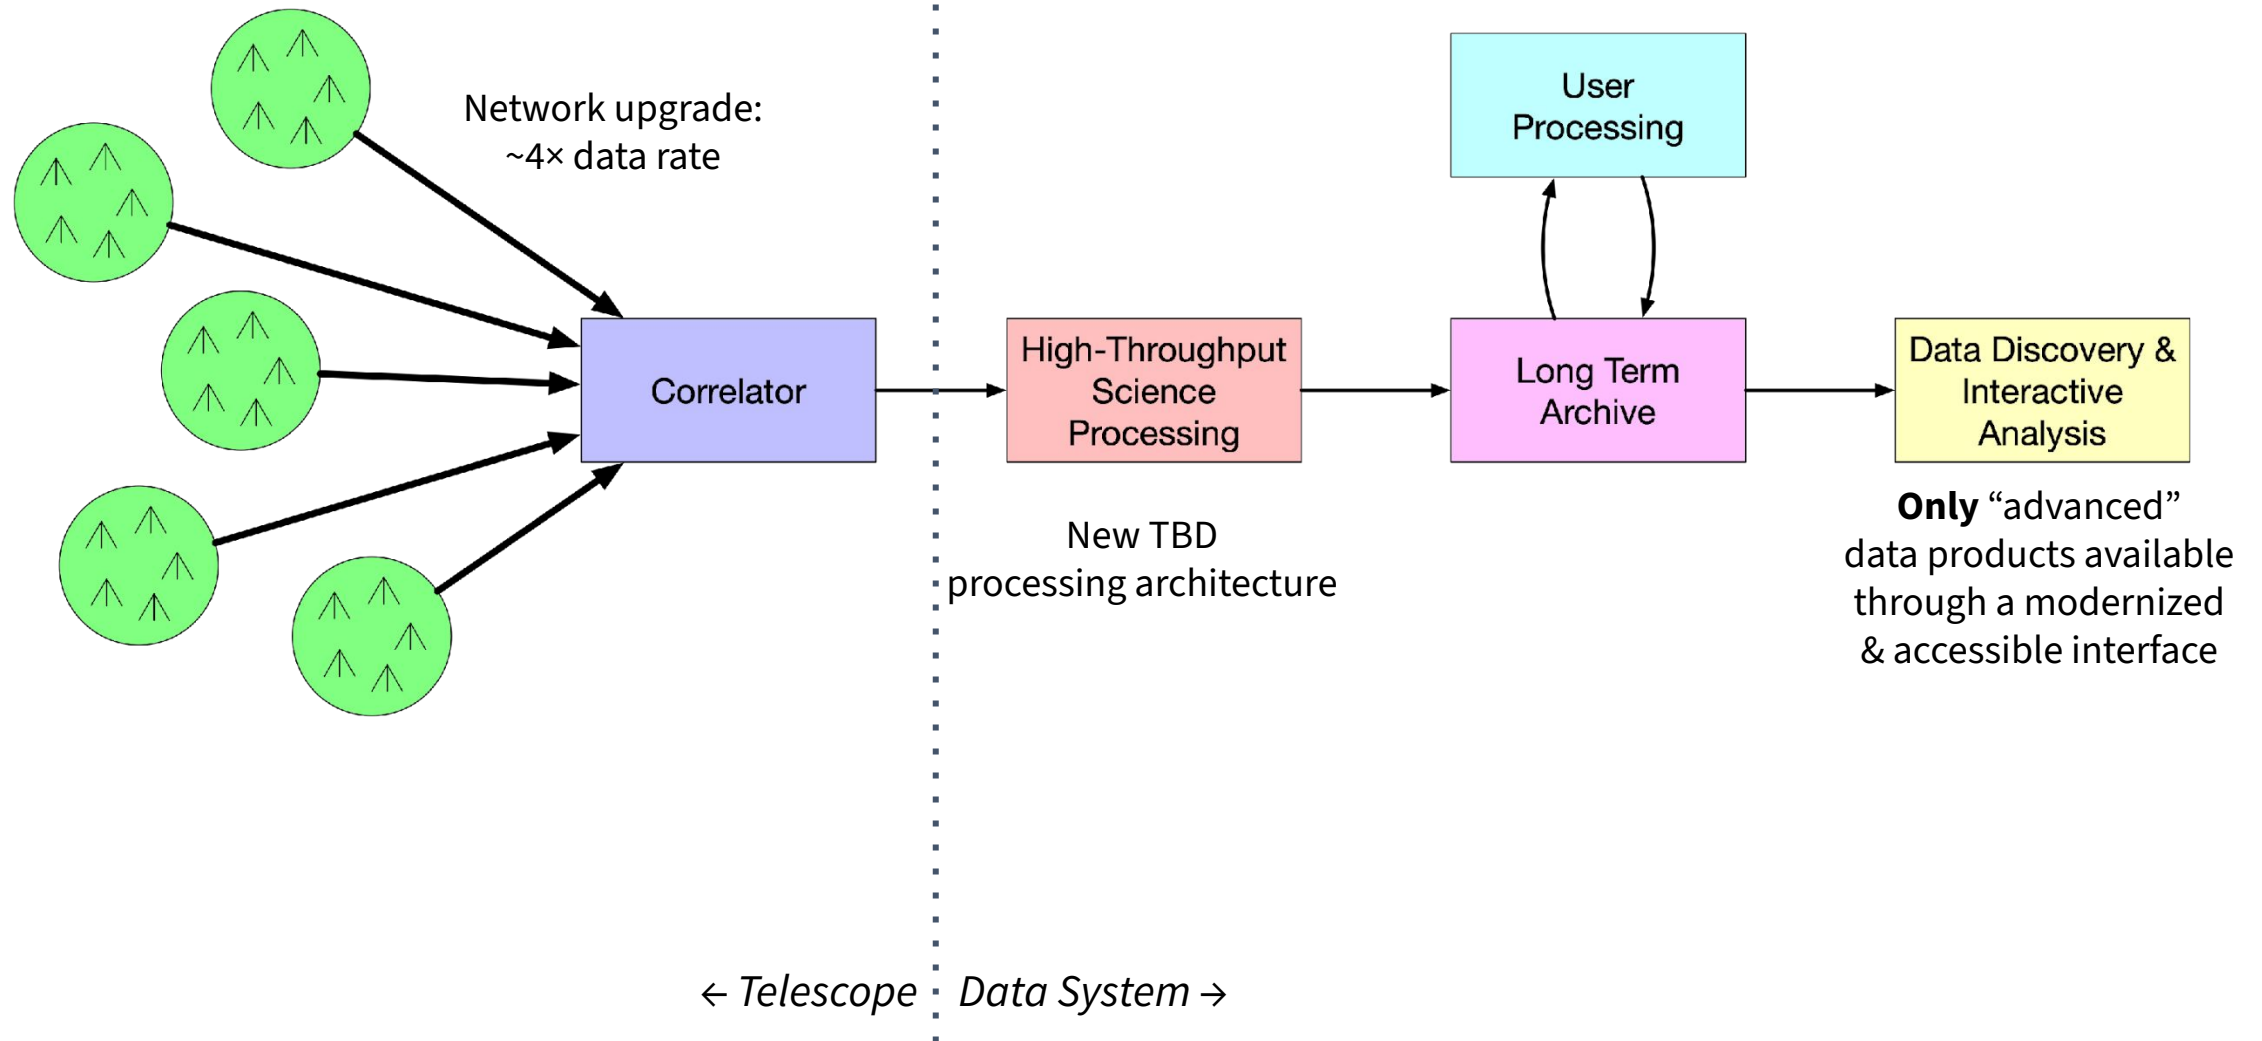 Network upgrade:
~4× data rate
User
Processing
Correlator
High-Throughput
Science
Processing
Long Term
Archive
Data Discovery &
Interactive
Analysis
New TBD
processing architecture
Only “advanced”
data products available
through a modernized
& accessible interface
← Telescope
Data System →